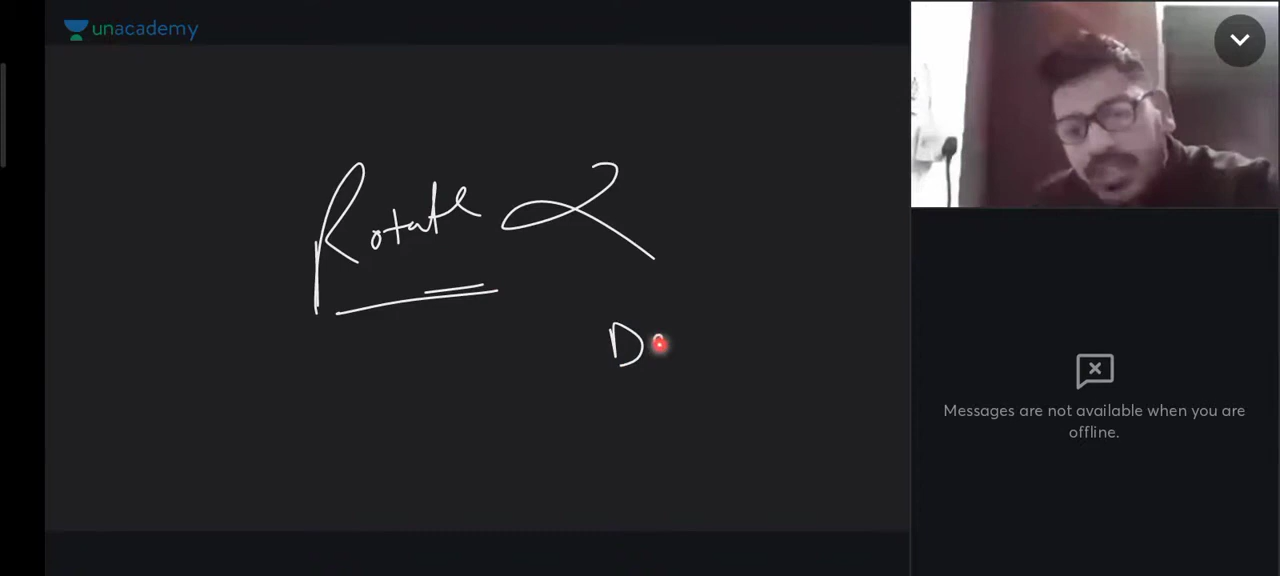 unacademy
Rotate α
D
Messages are not available when you are
offline.